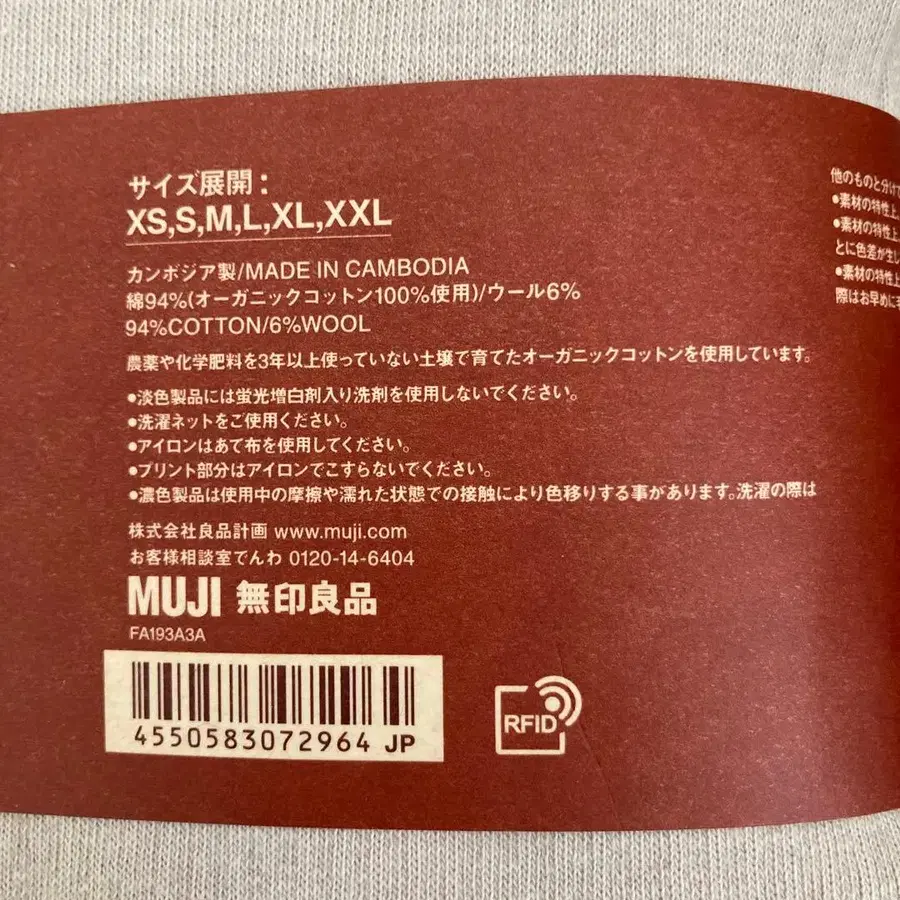 サイズ展開：
XS,S,M,L,XL,XXL
カンボジア製/MADE IN CAMBODIA
綿94%(オーガニックコットン100%使用)/ウール6%
94%COTTON/6%WOOL
農薬や化学肥料を3年以上使っていない土壌で育てたオーガニックコットンを使用しています。
●淡色製品には蛍光増白剤入り洗剤を使用しないでください。
●洗濯ネットをご使用ください。
●アイロンはあて布を使用してください。
●プリント部分はアイロンでこすらないでください。
●濃色製品は使用中の摩擦や濡れた状態での接触により色移りする事があります。洗濯の際は
株式会社良品計画 www.muji.com
お客様相談室でんわ 0120-14-6404
MUJI 無印良品
FA193A3A
4550583072964 JP
RFID
他のものと分けて
●素材の特性上、
●素材の特性上、
とに色差が生じ
●素材の特性上
際はお早めに